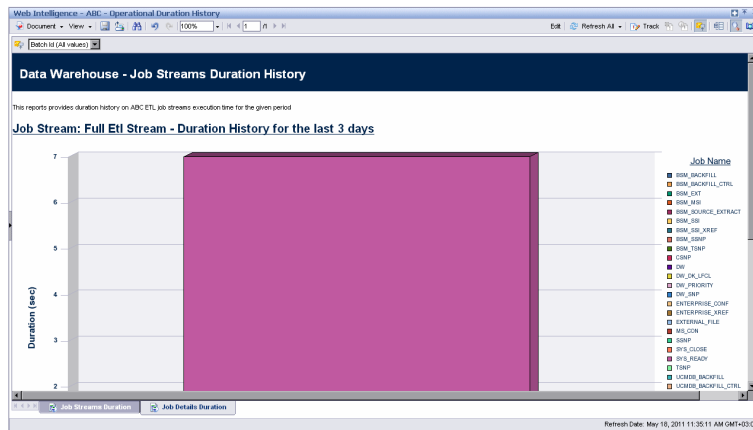 Web Intelligence - ABC - Operational Duration History
Document View 100% 1 /1 Edit Refresh All Track
Batch Id (All values)
Data Warehouse - Job Streams Duration History
This reports provides duration history on ABC ETL job streams execution time for the given period
Job Stream: Full Etl Stream - Duration History for the last 3 days
Duration (sec)
7
6
5
4
3
2
Job Name
BSM_BACKFILL
BSM_BACKFILL_CTRL
BSM_EXT
BSM_MSI
BSM_SOURCE_EXTRACT
BSM_SSI
BSM_SSI_XREF
BSM_SSNP
BSM_TSNP
CSNP
DW
DW_DK_LFCL
DW_PRIORITY
DW_SNP
ENTERPRISE_CONF
ENTERPRISE_XREF
EXTERNAL_FILE
MS_CON
SSNP
SYS_CLOSE
SYS_READY
TSNP
UCMDB_BACKFILL
UCMDB_BACKFILL_CTRL
Job Streams Duration Job Details Duration
Refresh Date: May 18, 2011 11:35:11 AM GMT+03:0